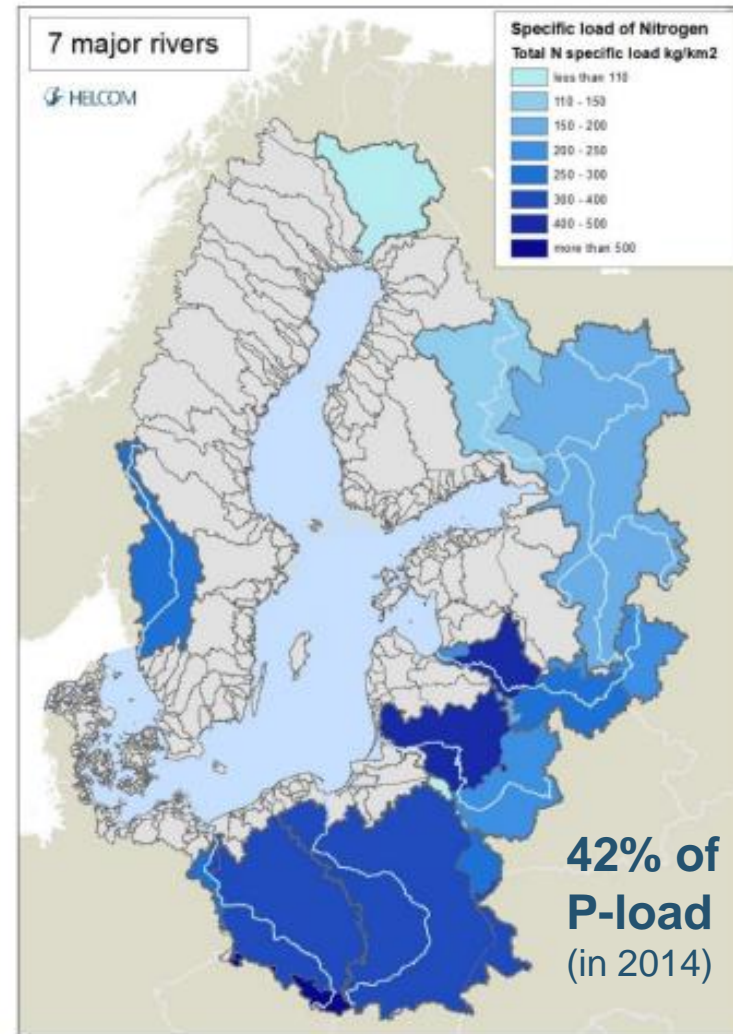 7 major rivers
HELCOM
Specific load of Nitrogen
Total N specific load kg/km2
less than 110
110 - 150
150 - 200
200 - 250
250 - 300
300 - 400
400 - 500
more than 500
42% of
P-load
(in 2014)